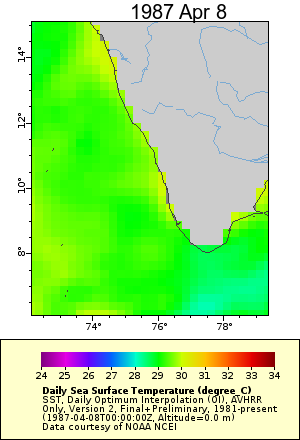 1987 Apr 8
14°
12°
10°
8°
74°
76°
78°
24 25 26 27 28 29 30 31 32 33 34
Daily Sea Surface Temperature (degree_C)
SST, Daily Optimum Interpolation (OI), AVHRR
Only, Version 2, Final+Preliminary, 1981-present
(1987-04-08T00:00:00Z, Altitude=0.0 m)
Data courtesy of NOAA NCEI